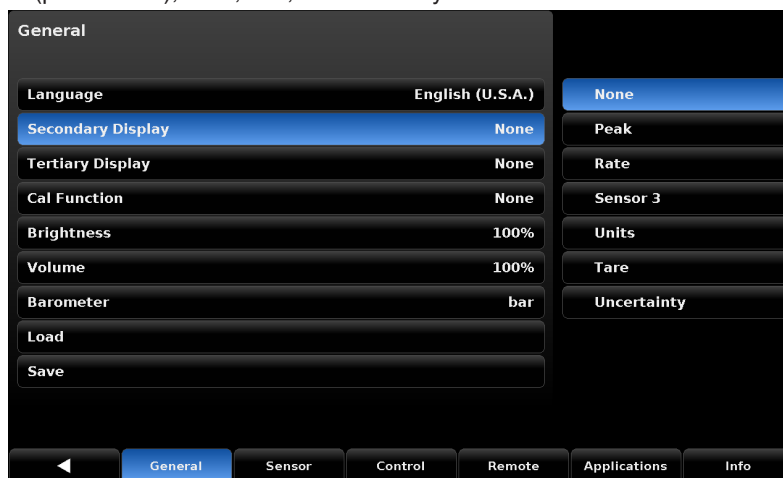 General
Language English (U.S.A.)
Secondary Display None
Tertiary Display None
Cal Function None
Brightness 100%
Volume 100%
Barometer bar
Load
Save
None
Peak
Rate
Sensor 3
Units
Tare
Uncertainty
General Sensor Control Remote Applications Info